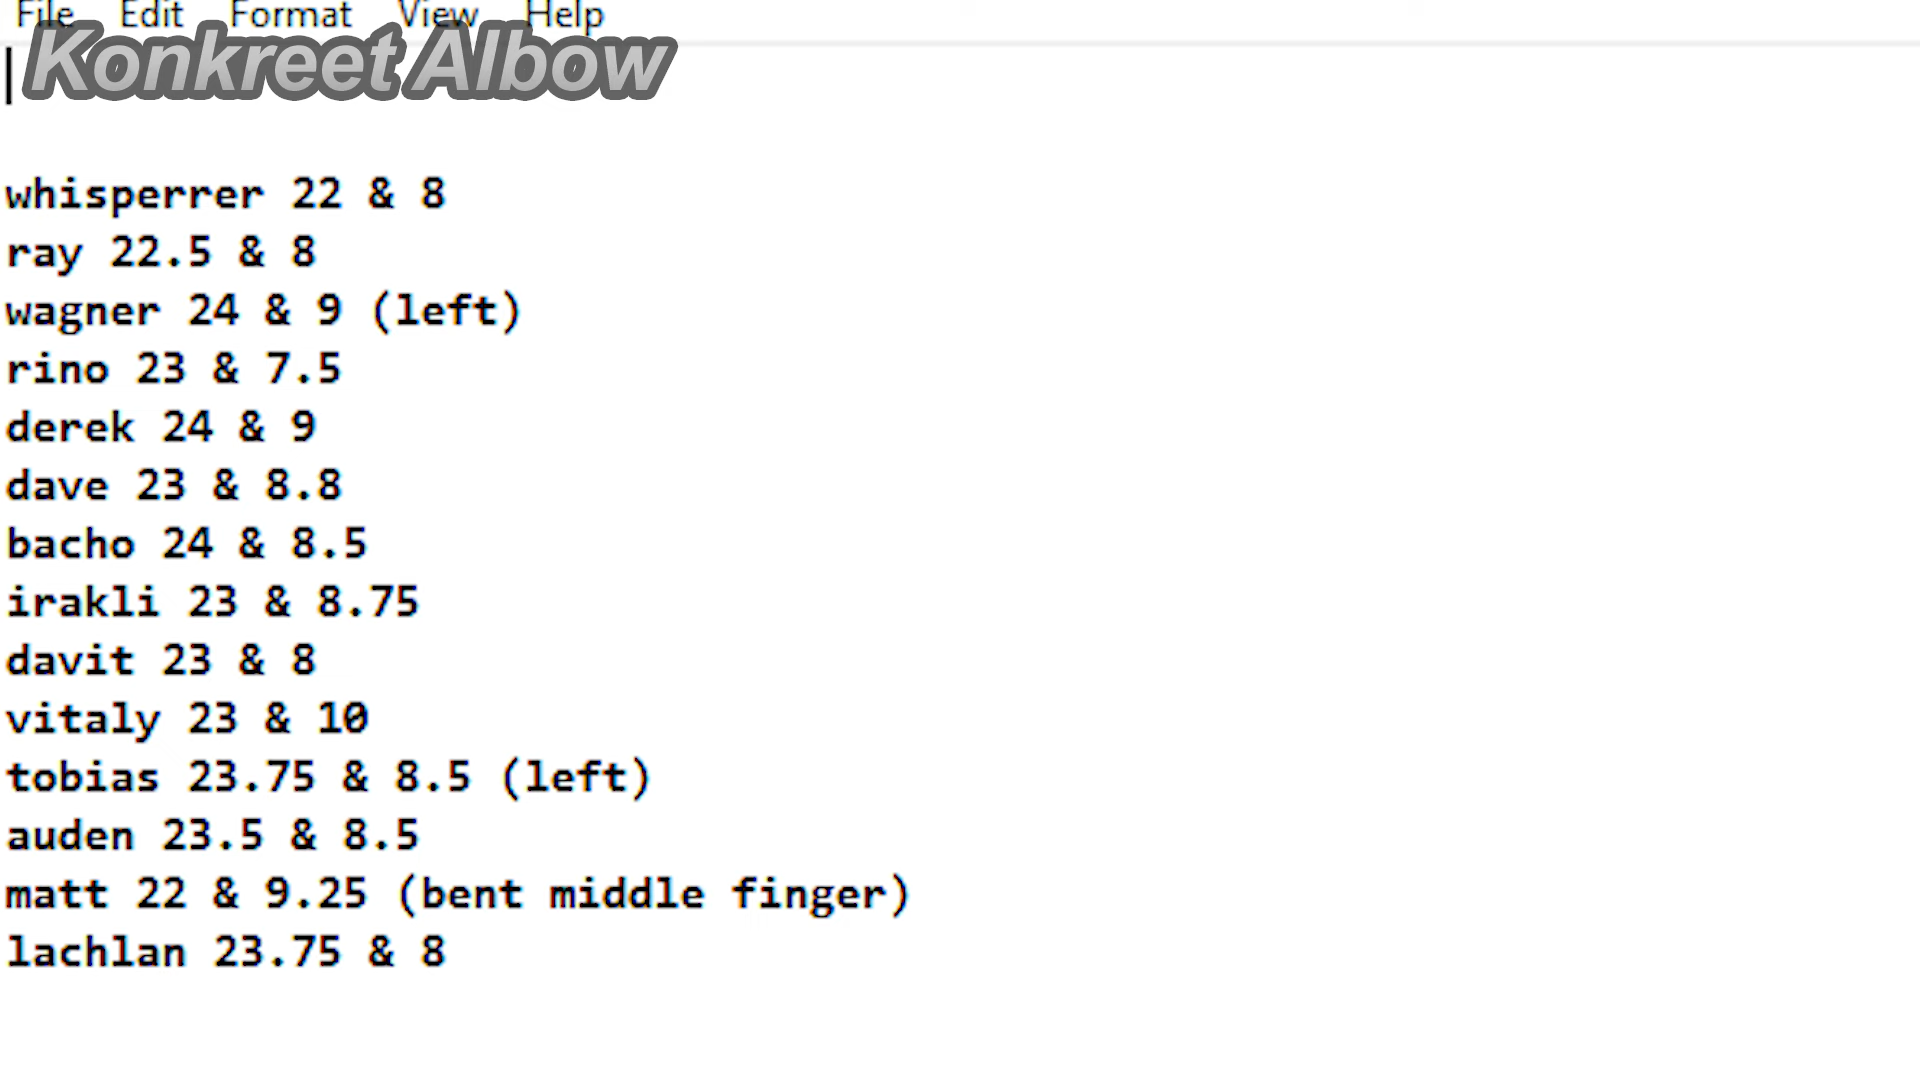 File Edit Format View Help
Konkreet Albow
whisperrer 22 & 8
ray 22.5 & 8
wagner 24 & 9 (left)
rino 23 & 7.5
derek 24 & 9
dave 23 & 8.8
bacho 24 & 8.5
irakli 23 & 8.75
davit 23 & 8
vitaly 23 & 10
tobias 23.75 & 8.5 (left)
auden 23.5 & 8.5
matt 22 & 9.25 (bent middle finger)
lachlan 23.75 & 8